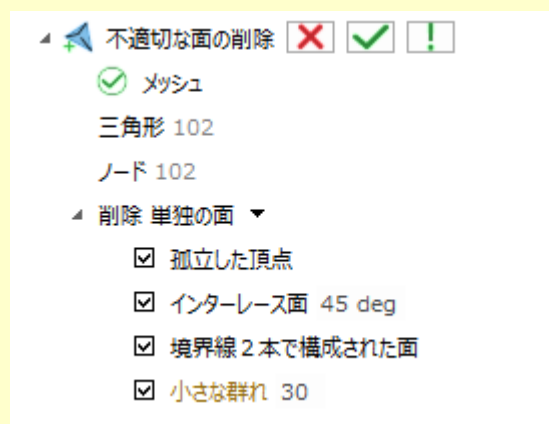 不適切な面の削除
メッシュ
三角形 102
ノード 102
削除 単独の面
孤立した頂点
インターレース面 45 deg
境界線２本で構成された面
小さな群れ 30